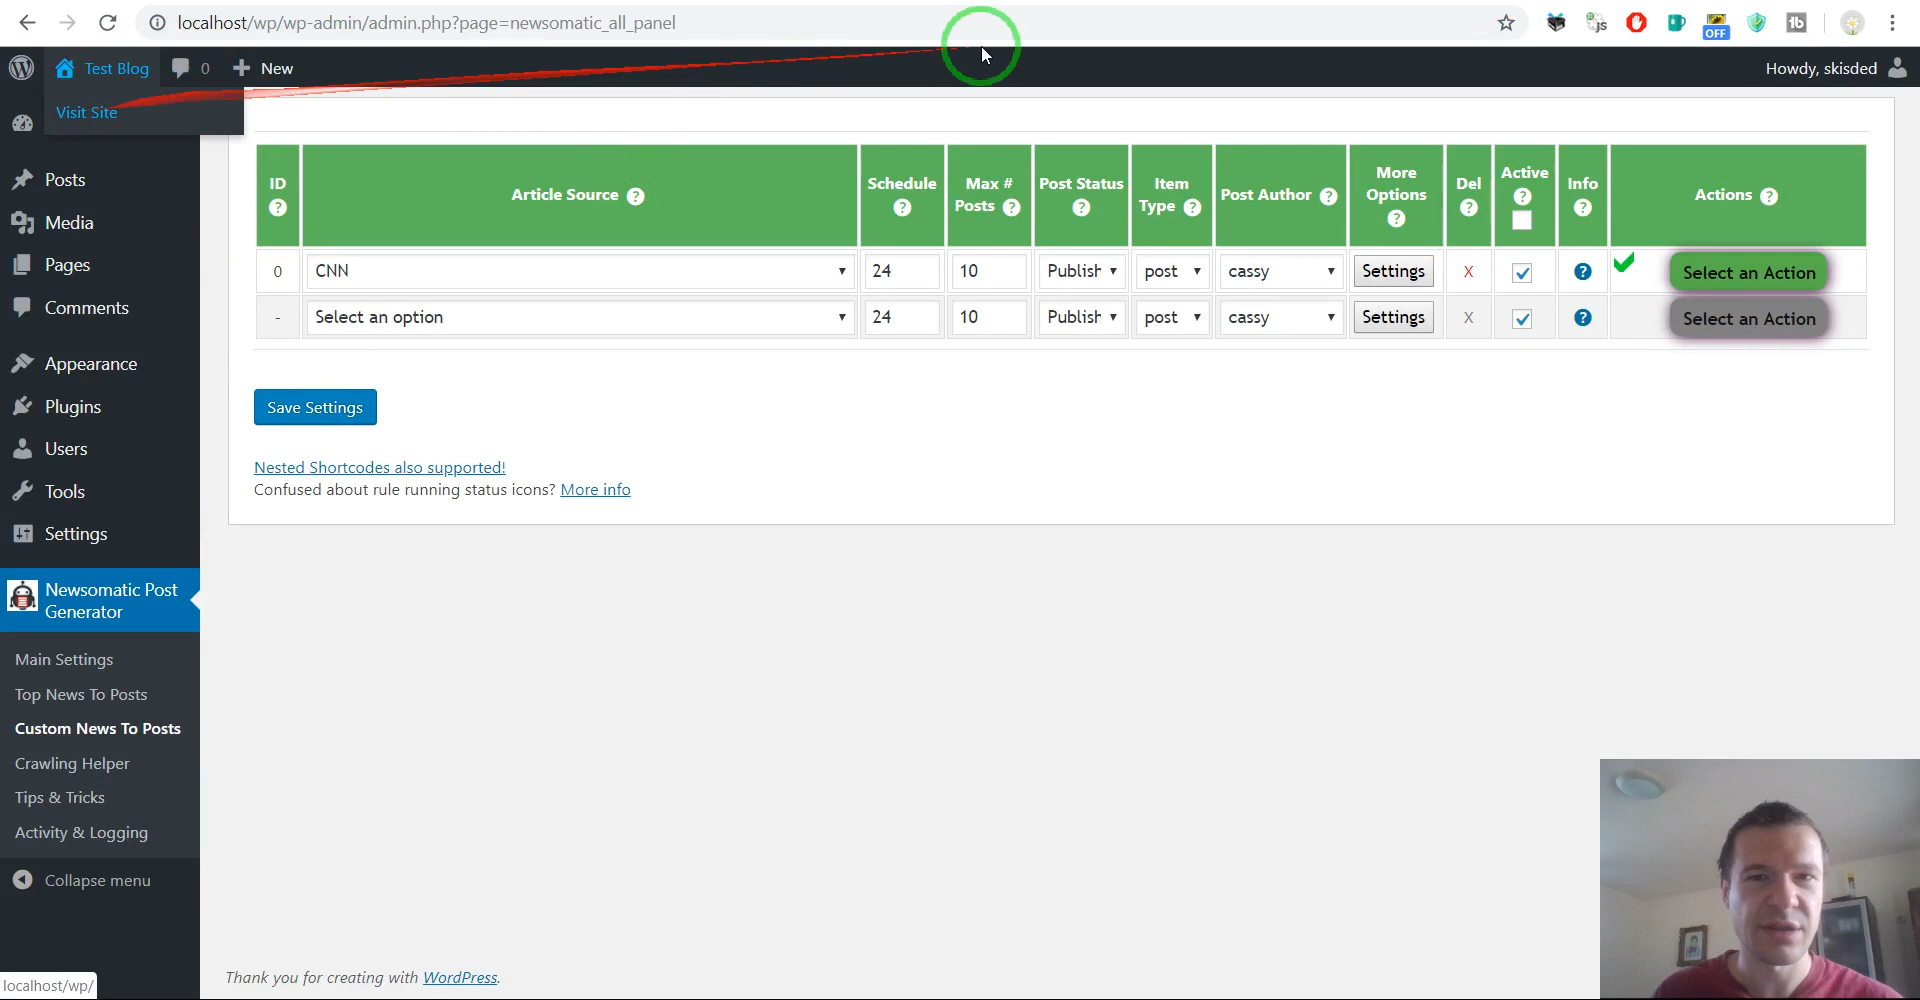 localhost/wp/wp-admin/admin.php?page=newsomatic_all_panel
OFF
Test Blog
0
New
Howdy, skisded
Visit Site
Posts
Media
Pages
Comments
Appearance
Plugins
Users
Tools
Settings
Newsomatic Post
Generator
Main Settings
Top News To Posts
Custom News To Posts
Crawling Helper
Tips & Tricks
Activity & Logging
Collapse menu
ID ?
Article Source ?
Schedule ?
Max #
Posts ?
Post Status ?
Item
Type ?
Post Author ?
More
Options ?
Del ?
Active ?
Info ?
Actions ?
0 CNN 24 10 Publish post cassy Settings X ? Select an Action
- Select an option 24 10 Publish post cassy Settings X ? Select an Action
Save Settings
Nested Shortcodes also supported!
Confused about rule running status icons? More info
Thank you for creating with WordPress.
localhost/wp/